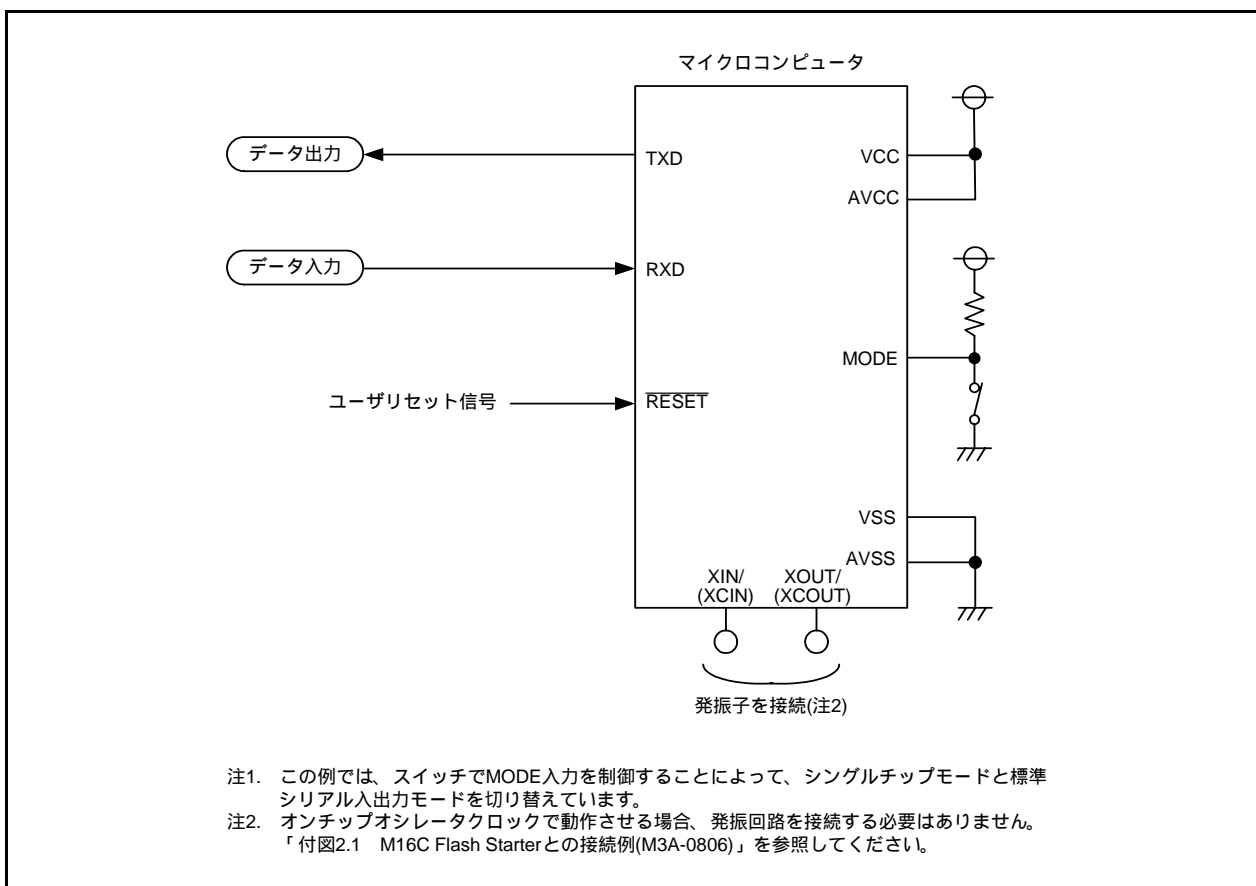 マイクロコンピュータ
データ出力
TXD
VCC
AVCC
データ入力
RXD
MODE
ユーザリセット信号
RESET
VSS
AVSS
XIN/
(XCIN)
XOUT/
(XCOUT)
発振子を接続(注2)
注1. この例では、スイッチでMODE入力を制御することによって、シングルチップモードと標準
シリアル入出力モードを切り替えています。
注2. オンチップオシレータクロックで動作させる場合、発振回路を接続する必要はありません。
「付図2.1 M16C Flash Starterとの接続例(M3A-0806)」を参照してください。